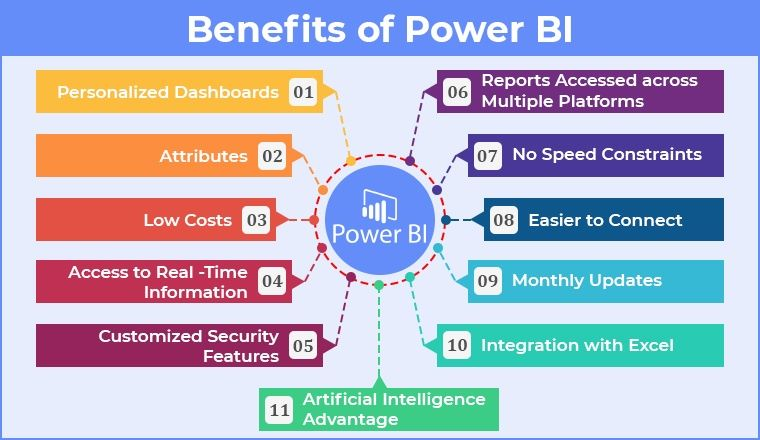 Benefits of Power BI
Personalized Dashboards 01
Attributes 02
Low Costs 03
Access to Real -Time
Information 04
Customized Security
Features 05
06 Reports Accessed across
Multiple Platforms
07 No Speed Constraints
08 Easier to Connect
09 Monthly Updates
10 Integration with Excel
11 Artificial Intelligence
Advantage
Power BI